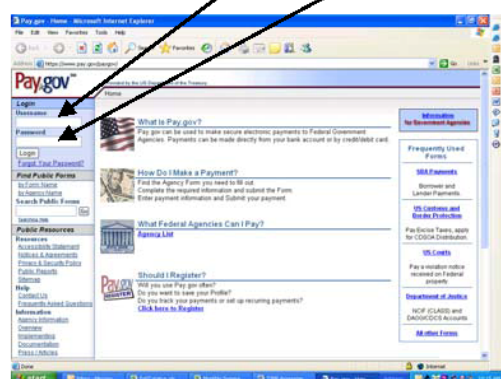 Pay.gov - Home - Microsoft Internet Explorer
File Edit View Favorites Tools Help
Address https://www.pay.gov/paygov/
Pay.gov
Home
Login
Username
Password
Login
Forgot Your Password?
Find Public Forms
by Form Name
by Agency Name
Search Public Forms
Go
Public Resources
Resources
Accessibility Statement
Notices & Agreements
Privacy & Security Policy
Public Reports
Sitemap
Help
Contact Us
Frequently Asked Questions
Information
Agency Information
Overview
Implementing
Documentation
Press / Articles
What is Pay.gov?
Pay.gov can be used to make secure electronic payments to Federal Government
Agencies. Payments can be made directly from your bank account or by credit/debit card.
How Do I Make a Payment?
Find the Agency Form you need to fill out.
Complete the required information and submit the Form.
Enter payment information and Submit your payment
What Federal Agencies Can I Pay?
Agency List
Should I Register?
Will you use Pay.gov often?
Do you want to save your Profile?
Do you track your payments or set up recurring payments?
Click here to Register
Pay.gov
REGISTER
Information
for Government Agencies
Frequently Used
Forms
SBA Payments
Borrower and
Lender Payments
US Customs and
Border Protection
Pay Excise Taxes, apply
for CDSOA Distribution.
US Courts
Pay a violation notice
received on Federal
property.
Department of Justice
NCIF (CLASS) and
All other Forms
Done
Internet
start